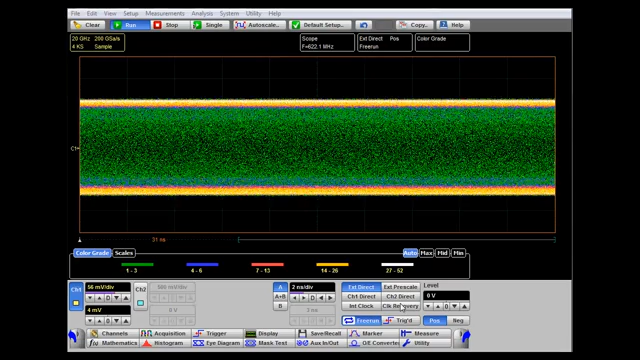 File Edit View Setup Measurements Analysis System Utility Help
Clear Run Stop Single Autoscale.. Default Setup.. Copy.. Help
20 GHz 200 GSa/s
4 KS Sample
Scope
F=622.1 MHz
Ext Direct Pos
Freerun
Color Grade
C1
31 ns
Color Grade Scales Auto Max Mid Min
1 - 3 4 - 6 7 - 13 14 - 26 27 - 52
Ch1 56 mV/div Ch2 A 2 ns/div Ext Direct Ext Prescale Level
D A+B D Ch1 Direct Ch2 Direct 0 V
4 mV 0 V B Int Clock Clk Recovery D
Freerun Trig'd Pos Neg
Channels Acquisition Trigger Display Save/Recall Marker Measure
Mathematics Histogram Eye Diagram Mask Test Aux In/Out O/E Converter Utility